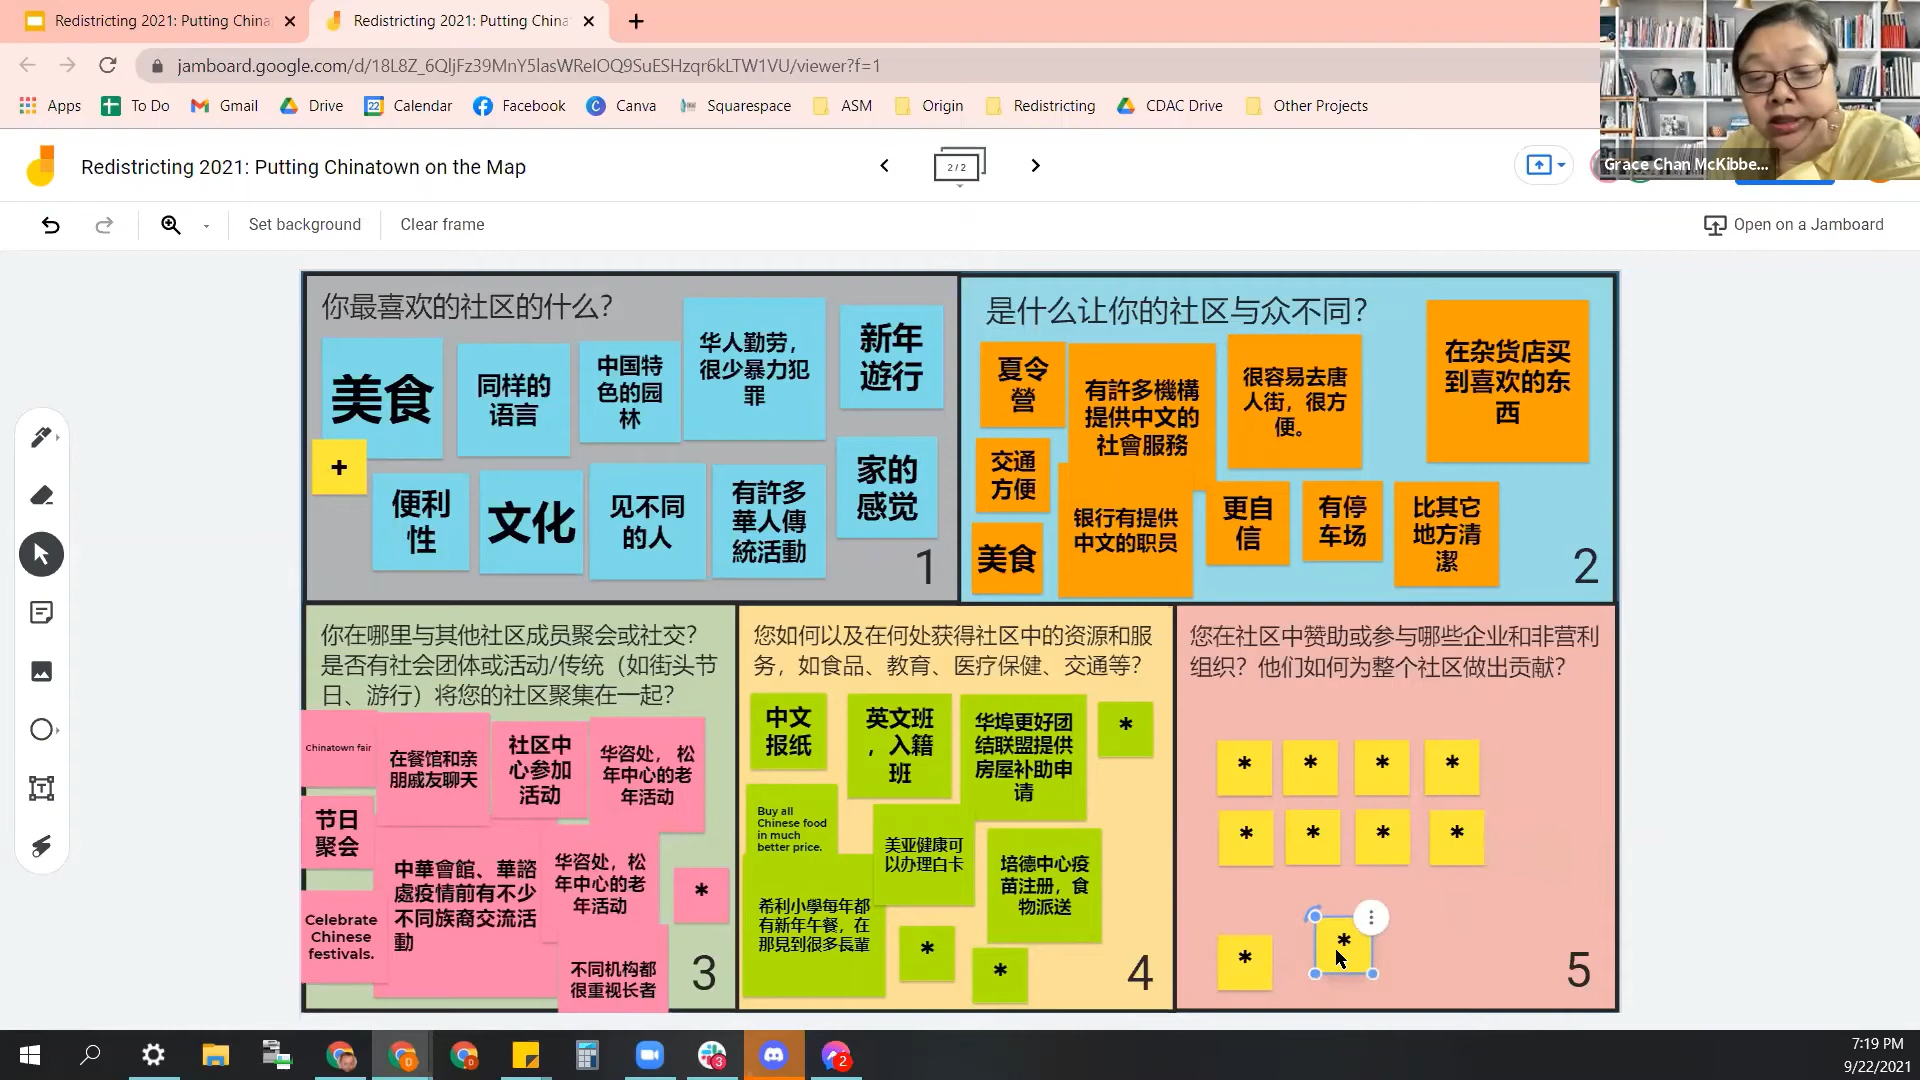 Redistricting 2021: Putting China
Redistricting 2021: Putting China
jamboard.google.com/d/18L8Z_6QljFz39MnY5lasWReIOQ9SuESHzqr6kLTW1VU/viewer?f=1
Apps
To Do
Gmail
Drive
22
Calendar
Facebook
Canva
Squarespace
ASM
Origin
Redistricting
CDAC Drive
Other Projects
Redistricting 2021: Putting Chinatown on the Map
2 / 2
Grace Chan McKibbe...
Set background
Clear frame
Open on a Jamboard
你最喜欢的社区的什么?
美食
同样的
语言
中国特
色的园
林
华人勤劳，
很少暴力犯
罪
新年
遊行
+
便利
性
文化
见不同
的人
有許多
華人傳
統活動
家的
感觉
1
是什么让你的社区与众不同?
夏令
營
有許多機構
提供中文的
社會服務
很容易去唐
人街，很方
便。
在杂货店买
到喜欢的东
西
交通
方便
美食
银行有提供
中文的职员
更自
信
有停
车场
比其它
地方清
潔
2
你在哪里与其他社区成员聚会或社交?
是否有社会团体或活动/传统（如街头节
日、游行）将您的社区聚集在一起?
Chinatown fair
在餐馆和亲
朋戚友聊天
社区中
心参加
活动
华咨处， 松
年中心的老
年活动
节日
聚会
中華會館、華諮
處疫情前有不少
不同族裔交流活
動
华咨处，松
年中心的老
年活动
*
Celebrate
Chinese
festivals.
不同机构都
很重视长者
3
您如何以及在何处获得社区中的资源和服
务，如食品、教育、医疗保健、交通等?
中文
报纸
英文班
，入籍
班
华埠更好团
结联盟提供
房屋补助申
请
*
Buy all
Chinese food
in much
better price.
美亚健康可
以办理白卡
培德中心疫
苗注册，食
物派送
希利小學每年都
有新年午餐，在
那見到很多長輩
*
*
4
您在社区中赞助或参与哪些企业和非营利
组织? 他们如何为整个社区做出贡献?
* * * *
* * * *
* *
5
3
2
7:19 PM
9/22/2021